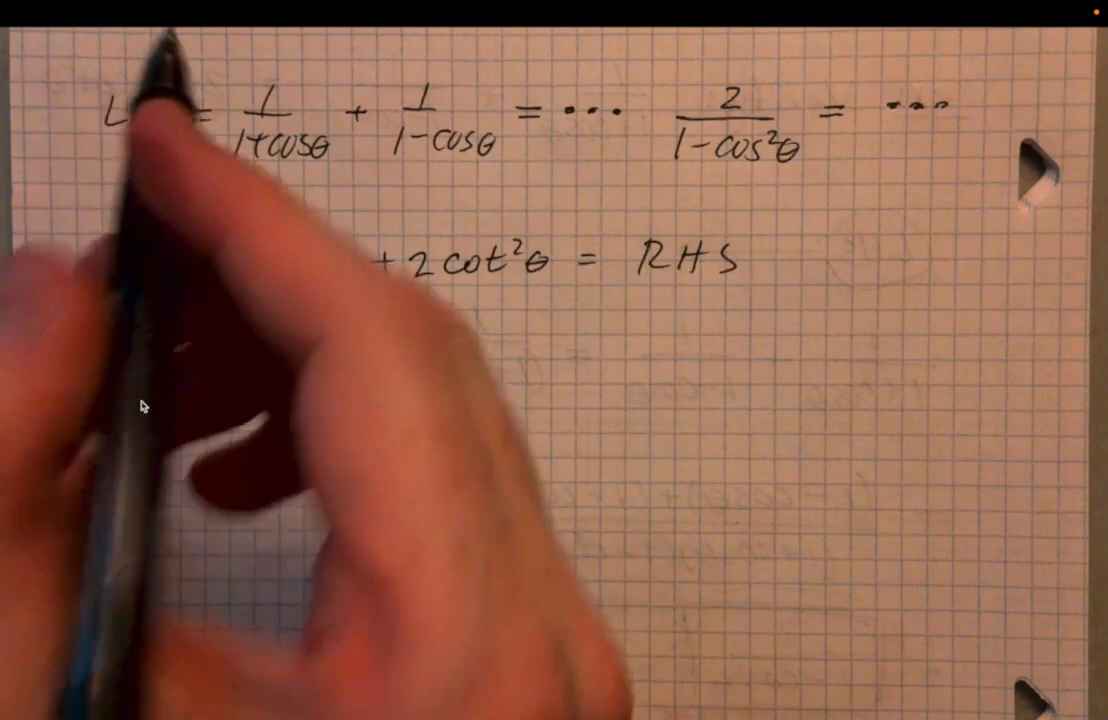 L = 1/(1+cosθ) + 1/(1-cosθ) = ... 2/(1-cos²θ) = ...
+ 2cot²θ = RHS